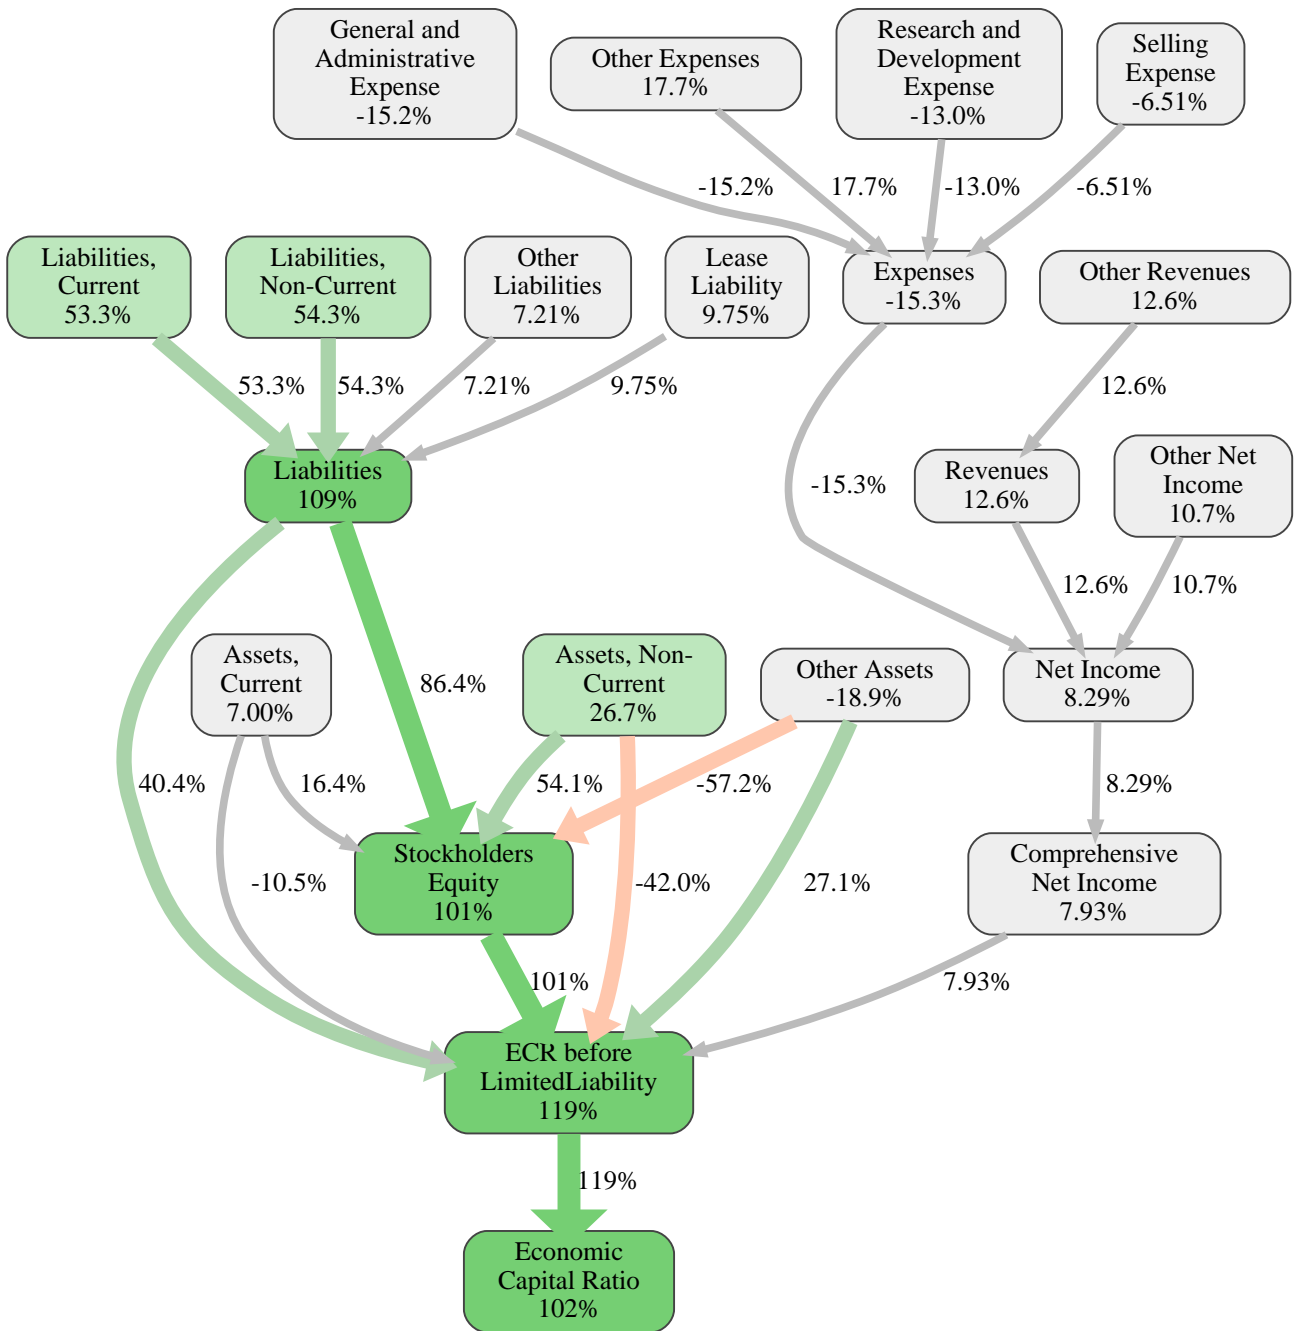 General and
Administrative
Expense
-15.2%
Other Expenses
17.7%
Research and
Development
Expense
-13.0%
Selling
Expense
-6.51%
-15.2%
17.7%
-13.0%
-6.51%
Liabilities,
Current
53.3%
Liabilities,
Non-Current
54.3%
Other
Liabilities
7.21%
Lease
Liability
9.75%
Expenses
-15.3%
Other Revenues
12.6%
53.3%
54.3%
7.21%
9.75%
12.6%
Liabilities
109%
-15.3%
Revenues
12.6%
Other Net
Income
10.7%
12.6%
10.7%
Assets,
Current
7.00%
86.4%
Assets, Non-
Current
26.7%
Other Assets
-18.9%
Net Income
8.29%
40.4%
16.4%
54.1%
-57.2%
8.29%
-10.5%
Stockholders
Equity
101%
-42.0%
27.1%
Comprehensive
Net Income
7.93%
101%
7.93%
ECR before
LimitedLiability
119%
119%
Economic
Capital Ratio
102%